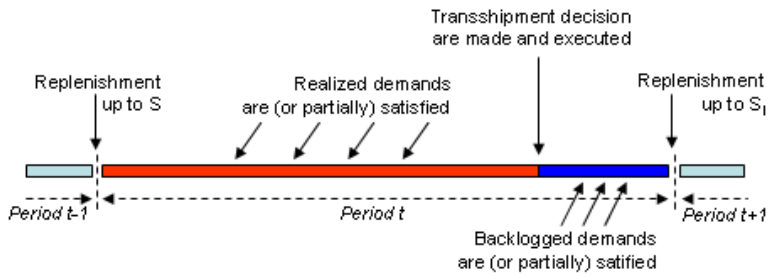 Transshipment decision
are made and executed
Replenishment
up to S
Realized demands
are (or partially) satisfied
Replenishment
up to S_I
Period t-1
Period t
Period t+1
Backlogged demands
are (or partially) satified